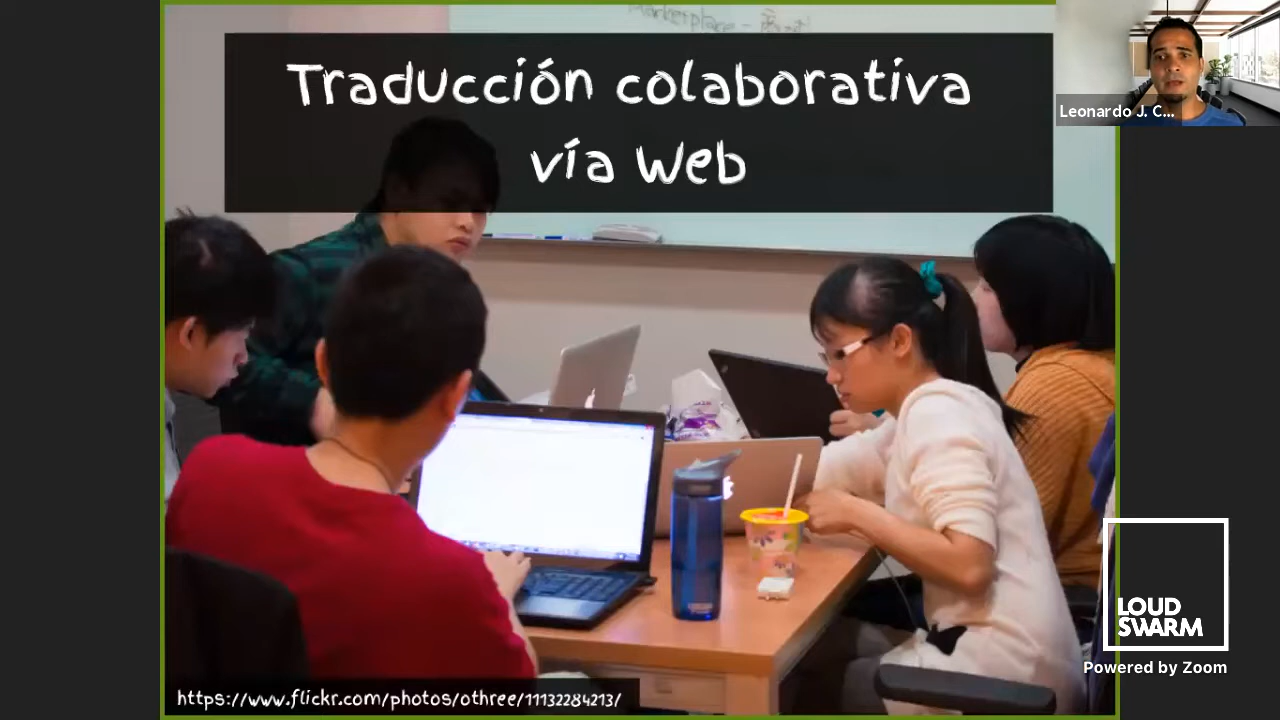 Traducción colaborativa
vía Web
Leonardo J. C...
https://www.flickr.com/photos/othree/11132284213/
LOUD
SWARM
Powered by Zoom